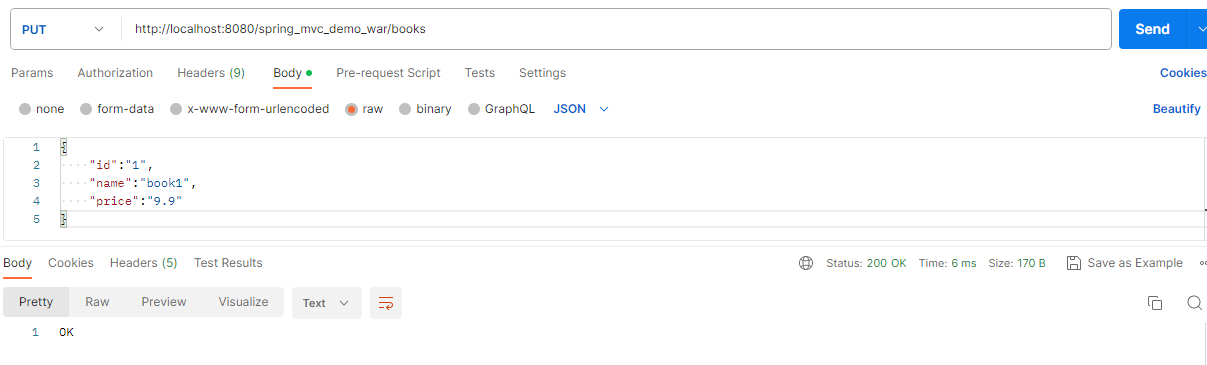 PUT http://localhost:8080/spring_mvc_demo_war/books Send
Params Authorization Headers (9) Body Pre-request Script Tests Settings Cookies
none form-data x-www-form-urlencoded raw binary GraphQL JSON Beautify
1 {
2 ····"id":"1",
3 ····"name":"book1",
4 ····"price":"9.9"
5 }
Body Cookies Headers (5) Test Results Status: 200 OK Time: 6 ms Size: 170 B Save as Example
Pretty Raw Preview Visualize Text
1 OK